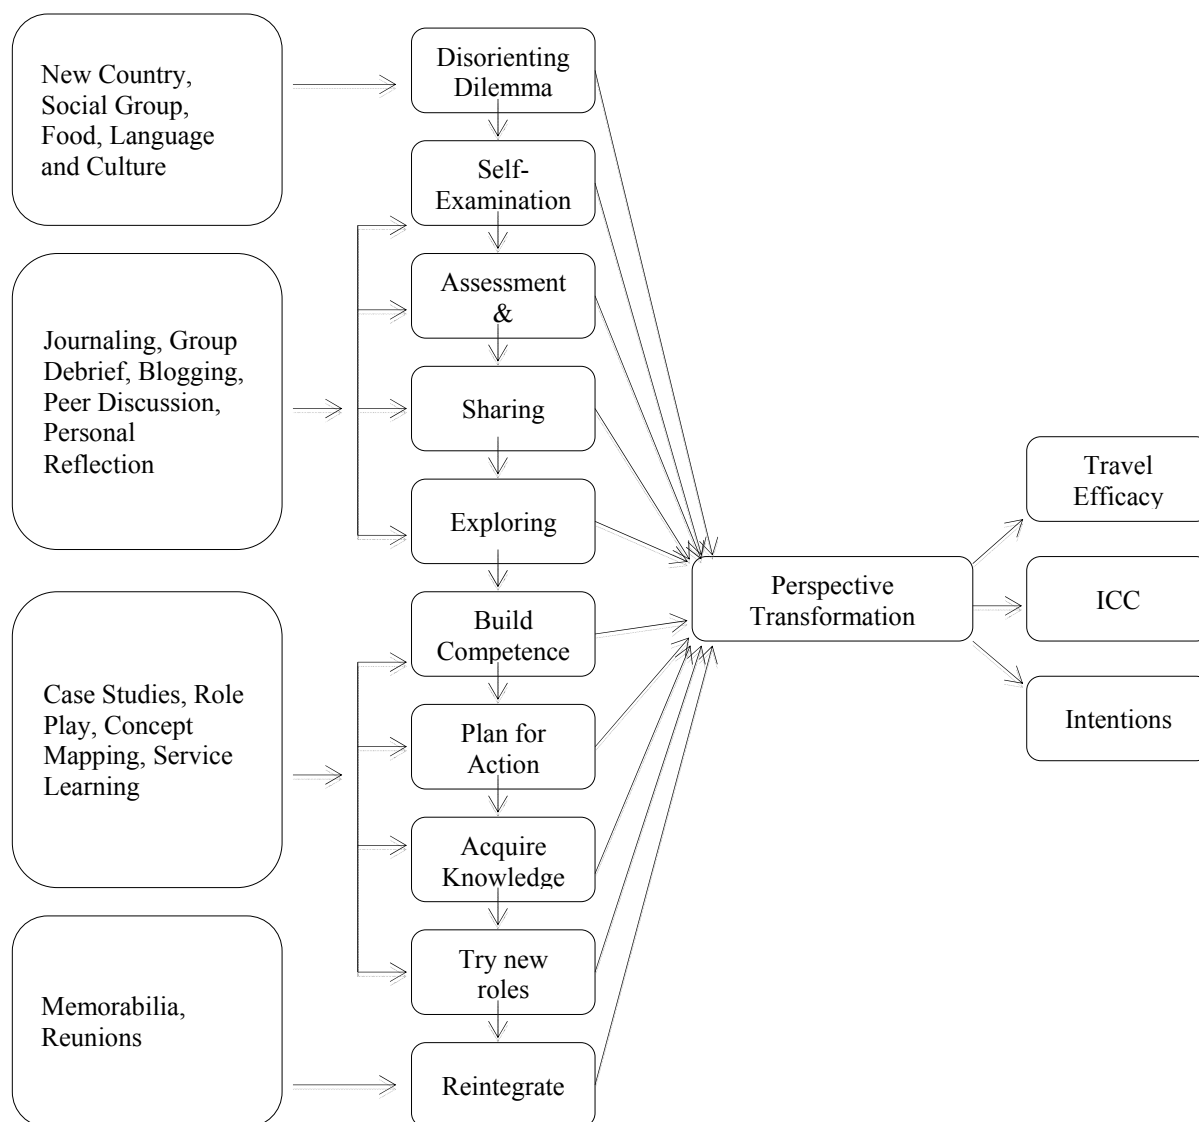 New Country,
Social Group,
Food, Language
and Culture
Journaling, Group
Debrief, Blogging,
Peer Discussion,
Personal
Reflection
Case Studies, Role
Play, Concept
Mapping, Service
Learning
Memorabilia,
Reunions
Disorienting
Dilemma
Self-
Examination
Assessment
&
Sharing
Exploring
Build
Competence
Plan for
Action
Acquire
Knowledge
Try new
roles
Reintegrate
Perspective
Transformation
Travel
Efficacy
ICC
Intentions